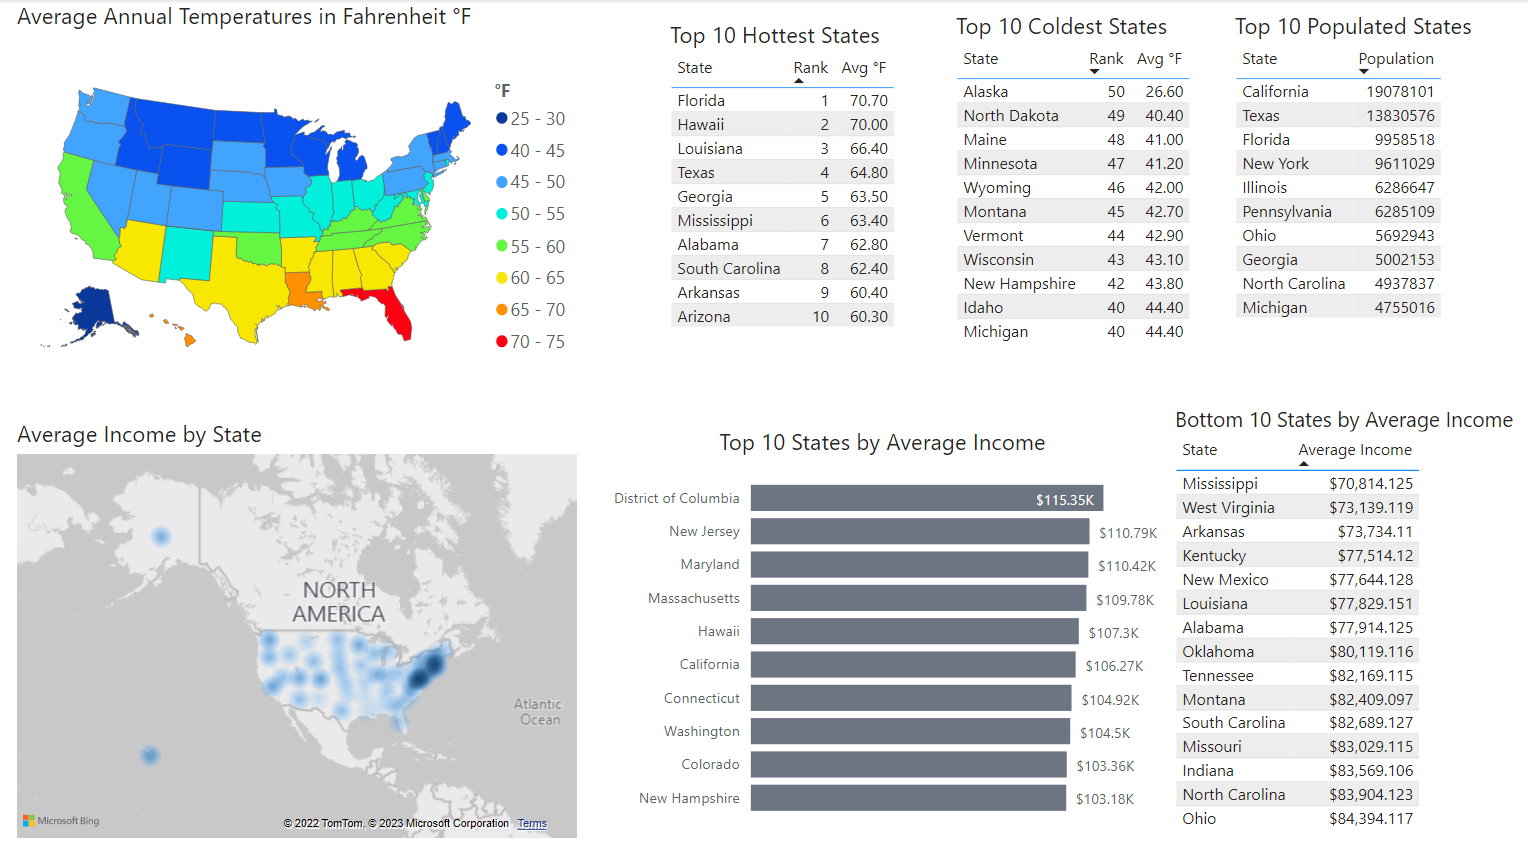 Average Annual Temperatures in Fahrenheit °F
°F
25 - 30
40 - 45
45 - 50
50 - 55
55 - 60
60 - 65
65 - 70
70 - 75
Top 10 Hottest States
State Rank Avg °F
Florida 1 70.70
Hawaii 2 70.00
Louisiana 3 66.40
Texas 4 64.80
Georgia 5 63.50
Mississippi 6 63.40
Alabama 7 62.80
South Carolina 8 62.40
Arkansas 9 60.40
Arizona 10 60.30
Top 10 Coldest States
State Rank Avg °F
Alaska 50 26.60
North Dakota 49 40.40
Maine 48 41.00
Minnesota 47 41.20
Wyoming 46 42.00
Montana 45 42.70
Vermont 44 42.90
Wisconsin 43 43.10
New Hampshire 42 43.80
Idaho 40 44.40
Michigan 40 44.40
Top 10 Populated States
State Population
California 19078101
Texas 13830576
Florida 9958518
New York 9611029
Illinois 6286647
Pennsylvania 6285109
Ohio 5692943
Georgia 5002153
North Carolina 4937837
Michigan 4755016
Average Income by State
NORTH
AMERICA
Atlantic
Ocean
Microsoft Bing
© 2022 TomTom, © 2023 Microsoft Corporation Terms
Top 10 States by Average Income
District of Columbia $115.35K
New Jersey $110.79K
Maryland $110.42K
Massachusetts $109.78K
Hawaii $107.3K
California $106.27K
Connecticut $104.92K
Washington $104.5K
Colorado $103.36K
New Hampshire $103.18K
Bottom 10 States by Average Income
State Average Income
Mississippi $70,814.125
West Virginia $73,139.119
Arkansas $73,734.11
Kentucky $77,514.12
New Mexico $77,644.128
Louisiana $77,829.151
Alabama $77,914.125
Oklahoma $80,119.116
Tennessee $82,169.115
Montana $82,409.097
South Carolina $82,689.127
Missouri $83,029.115
Indiana $83,569.106
North Carolina $83,904.123
Ohio $84,394.117